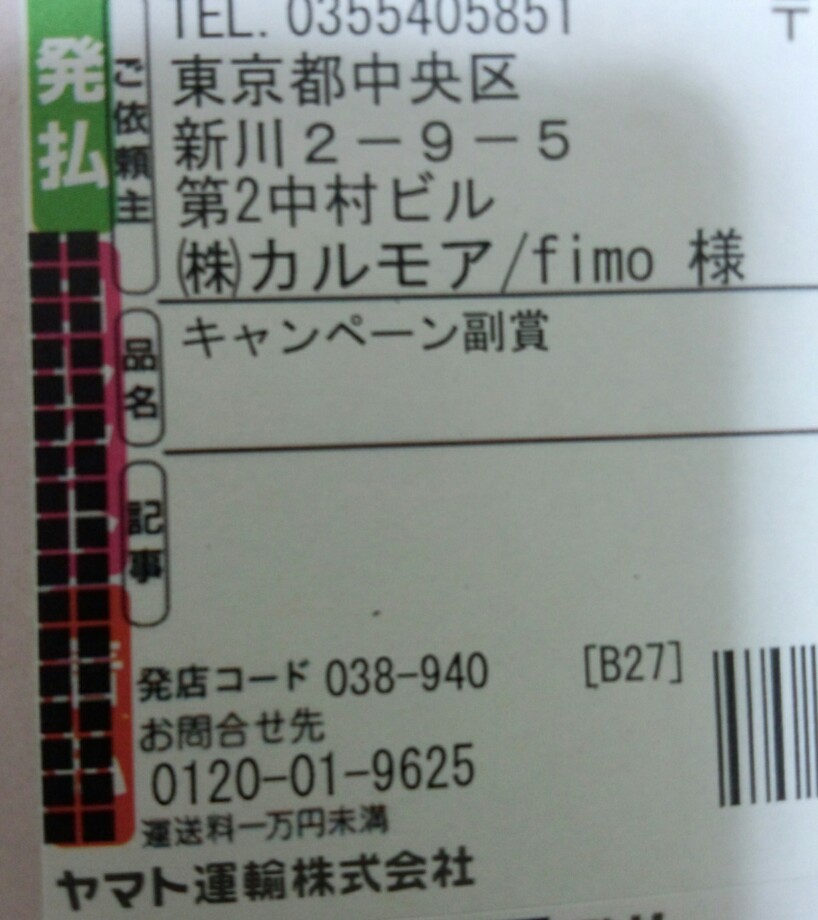 TEL. 0355405851
〒
発払
ご依頼主
東京都中央区
新川2-9-5
第2中村ビル
㈱カルモア/fimo 様
品名
キャンペーン副賞
記事
発店コード 038-940 [B27]
お問合せ先
0120-01-9625
運送料一万円未満
ヤマト運輸株式会社